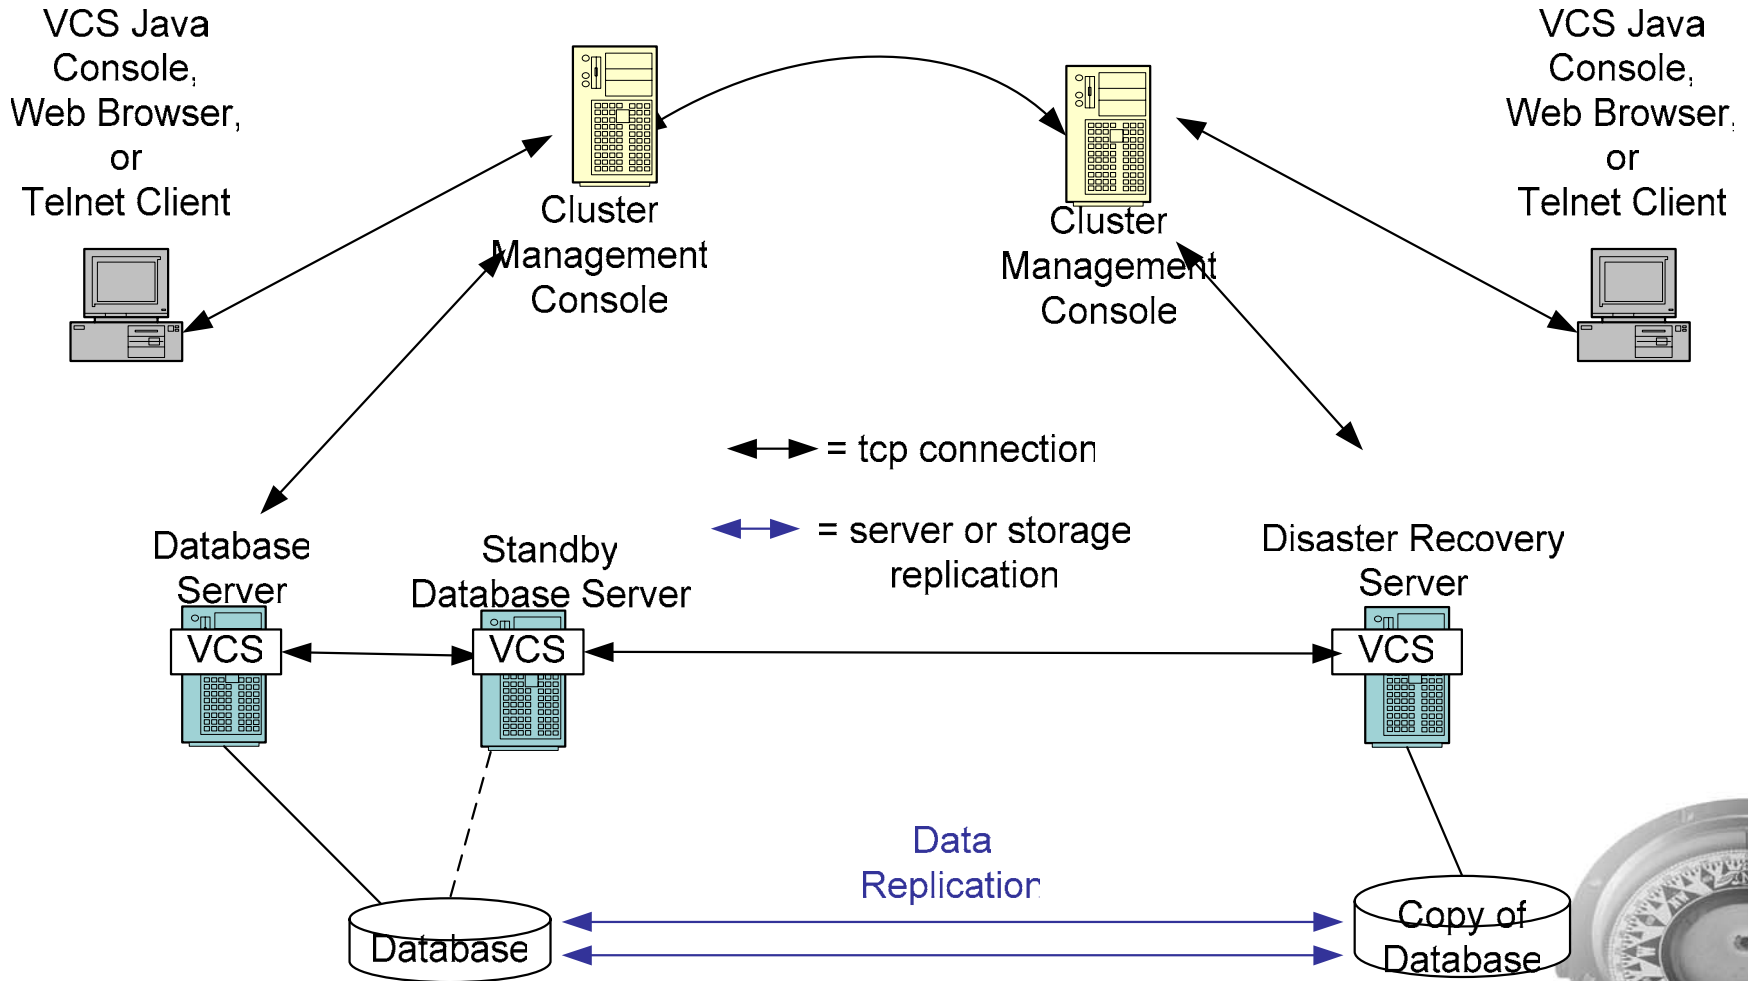 VCS Java
Console,
Web Browser,
or
Telnet Client
Cluster
Management
Console
Cluster
Management
Console
VCS Java
Console,
Web Browser,
or
Telnet Client
= tcp connection
= server or storage
replication
Database
Server
VCS
Standby
Database Server
VCS
Disaster Recovery
Server
VCS
Data
Replication
Database
Copy of
Database